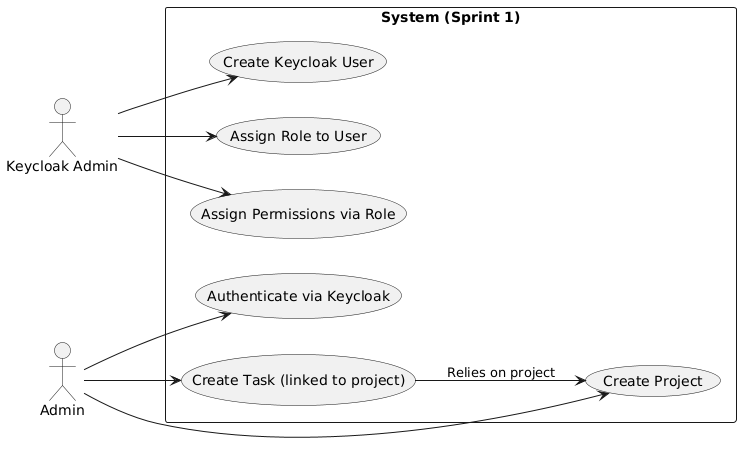 System (Sprint 1)
Create Keycloak User
Keycloak Admin
Assign Role to User
Assign Permissions via Role
Authenticate via Keycloak
Admin
Create Task (linked to project)
Relies on project
Create Project